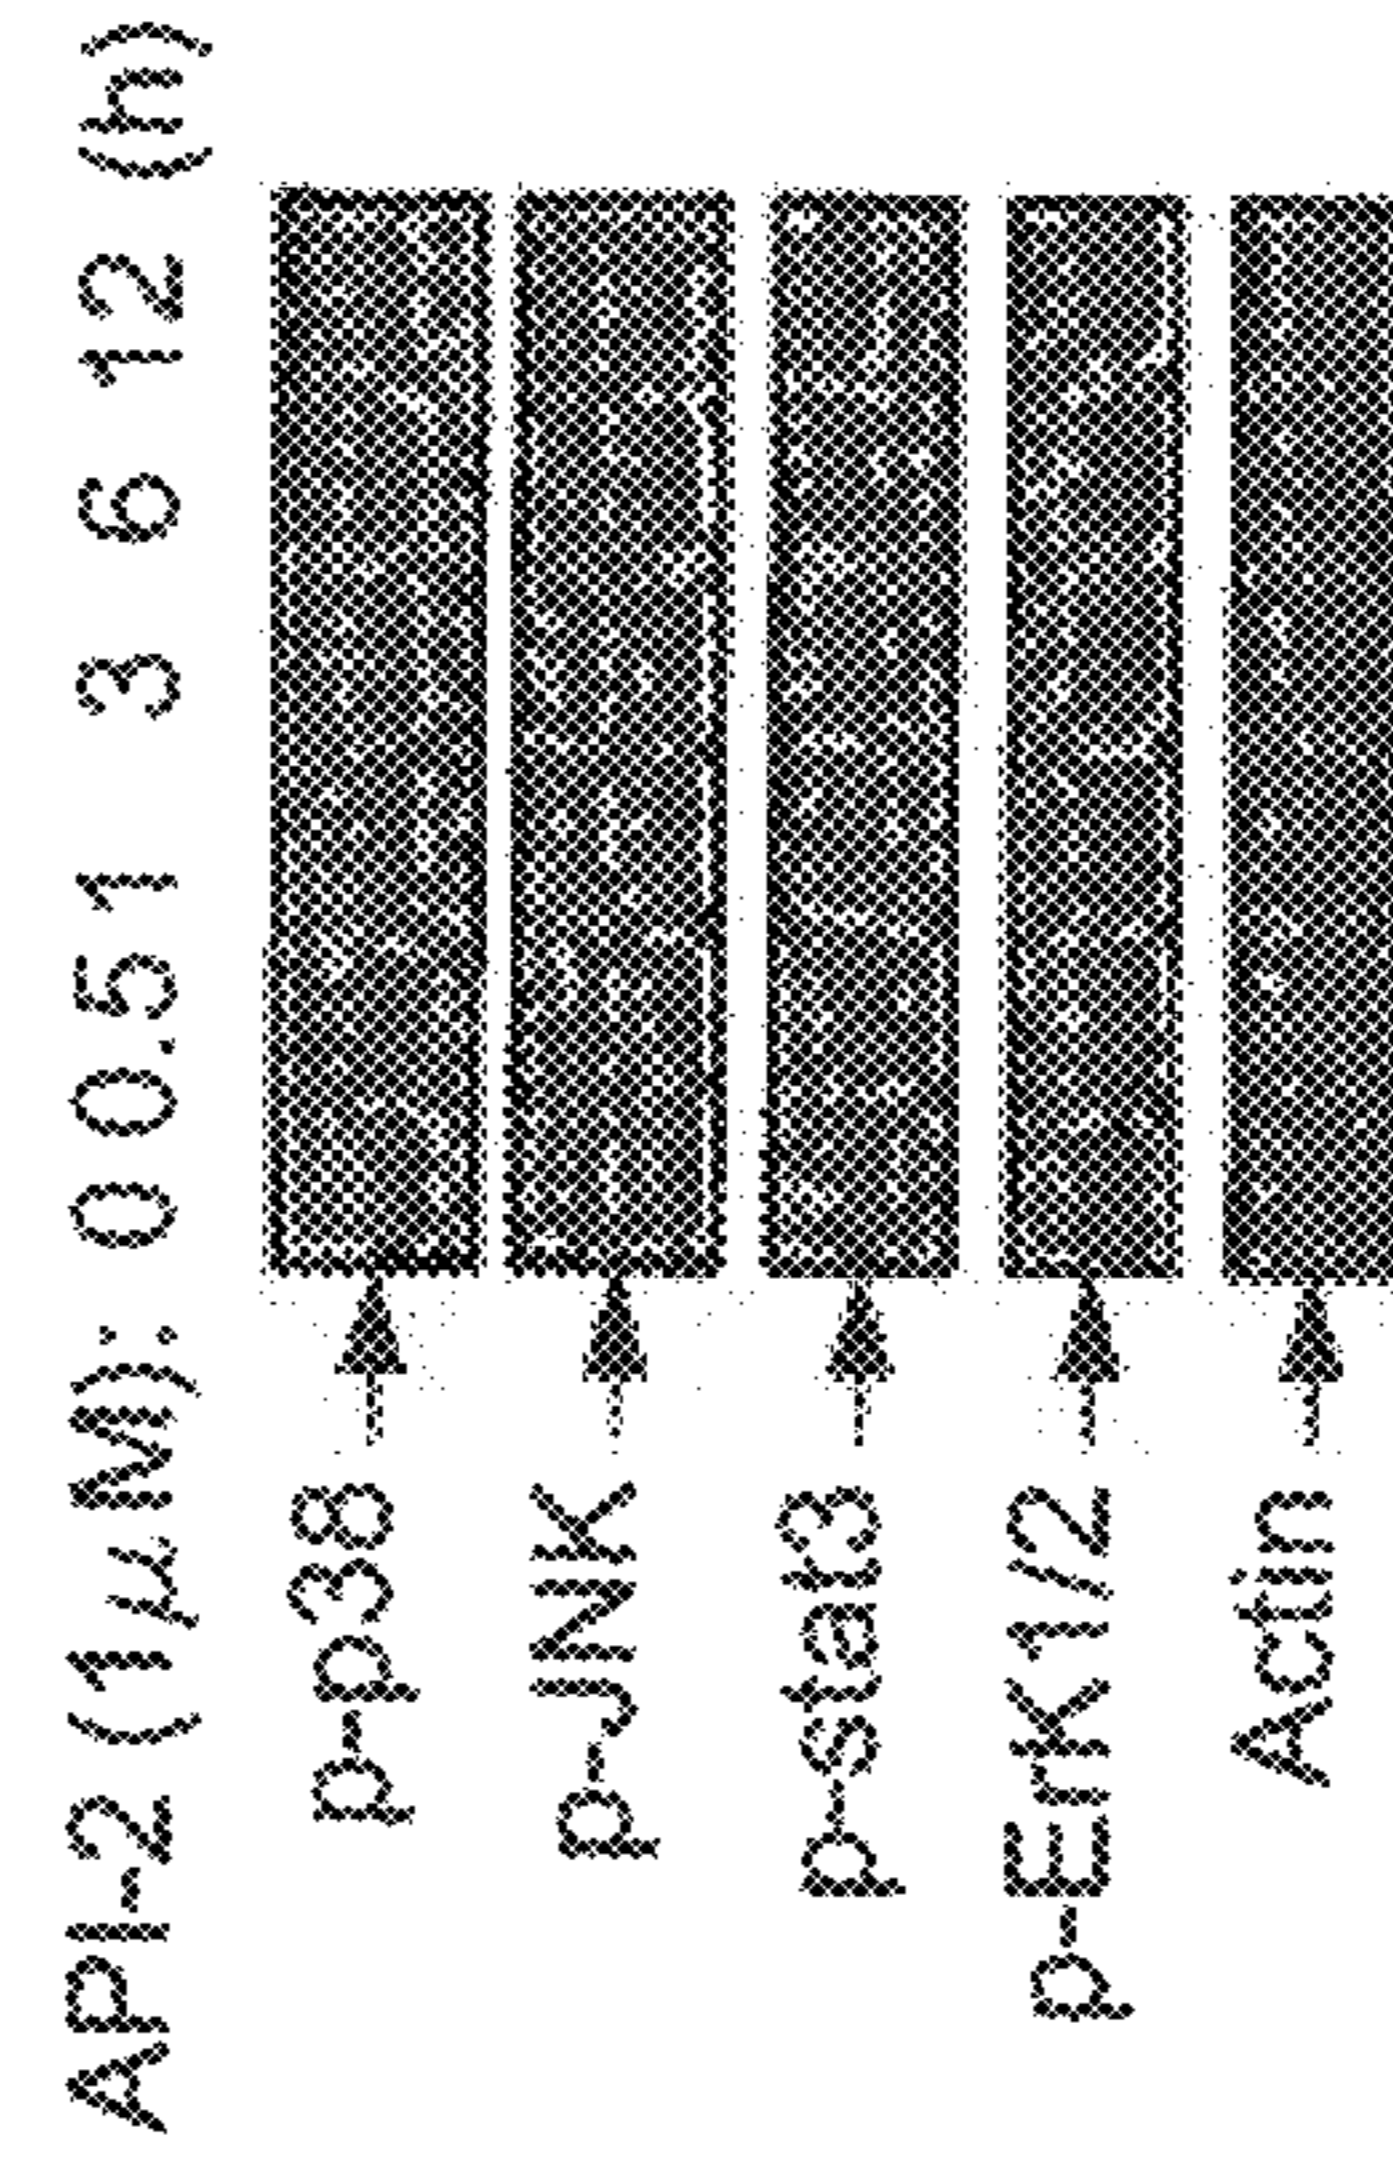 API-2 (1μM): 0 0.5 1 3 6 12 (h)
p-p38
p-JNK
p-stat3
p-Erk1/2
Actin